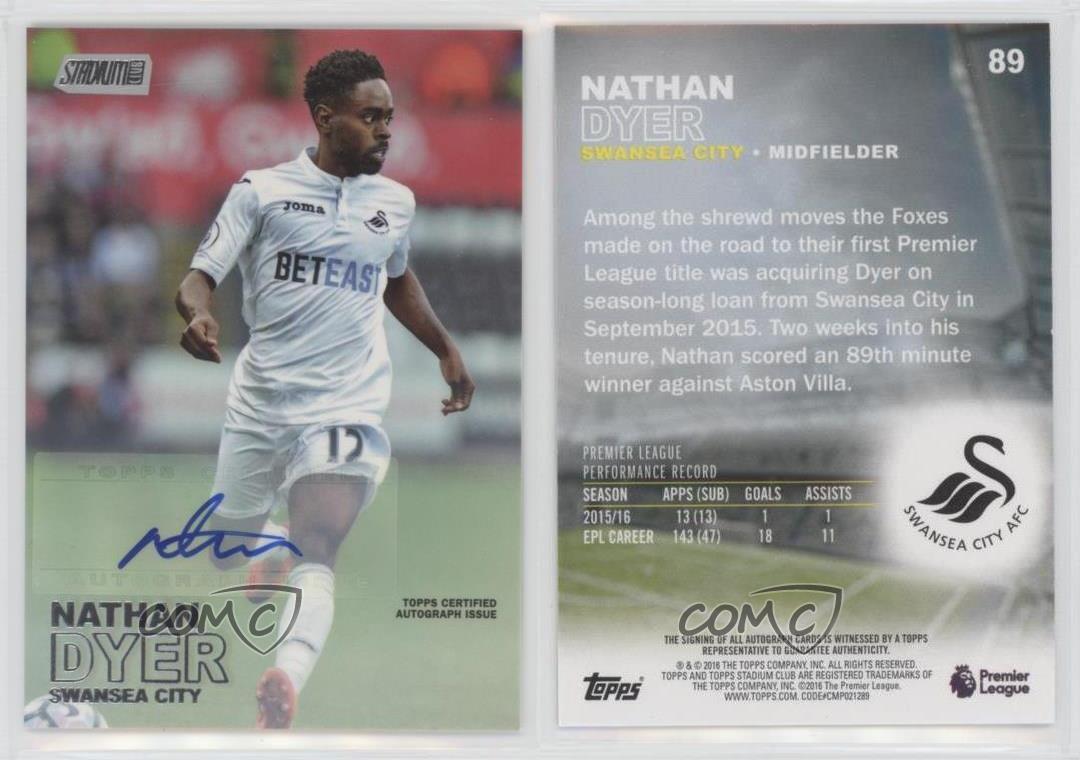 STADIUM CLUB
JOMA
BETEAST
12
TOPPS CERTIFIED
AUTOGRAPH ISSUE
TOPPS CERTIFIED
AUTOGRAPH ISSUE
NATHAN
DYER
SWANSEA CITY
COMC
89
NATHAN
DYER
SWANSEA CITY • MIDFIELDER
Among the shrewd moves the Foxes
made on the road to their first Premier
League title was acquiring Dyer on
season-long loan from Swansea City in
September 2015. Two weeks into his
tenure, Nathan scored an 89th minute
winner against Aston Villa.
PREMIER LEAGUE
PERFORMANCE RECORD
SEASON APPS (SUB) GOALS ASSISTS
2015/16 13 (13) 1 1
EPL CAREER 143 (47) 18 11
SWANSEA CITY AFC
COMC
THE SIGNING OF ALL AUTOGRAPH CARDS IS WITNESSED BY A TOPPS
REPRESENTATIVE TO GUARANTEE AUTHENTICITY.
® & © 2016 THE TOPPS COMPANY, INC. ALL RIGHTS RESERVED.
TOPPS AND TOPPS STADIUM CLUB ARE REGISTERED TRADEMARKS OF
THE TOPPS COMPANY, INC. ©2016 The Premier League.
WWW.TOPPS.COM. CODE#CMP021289
Topps
Premier
League